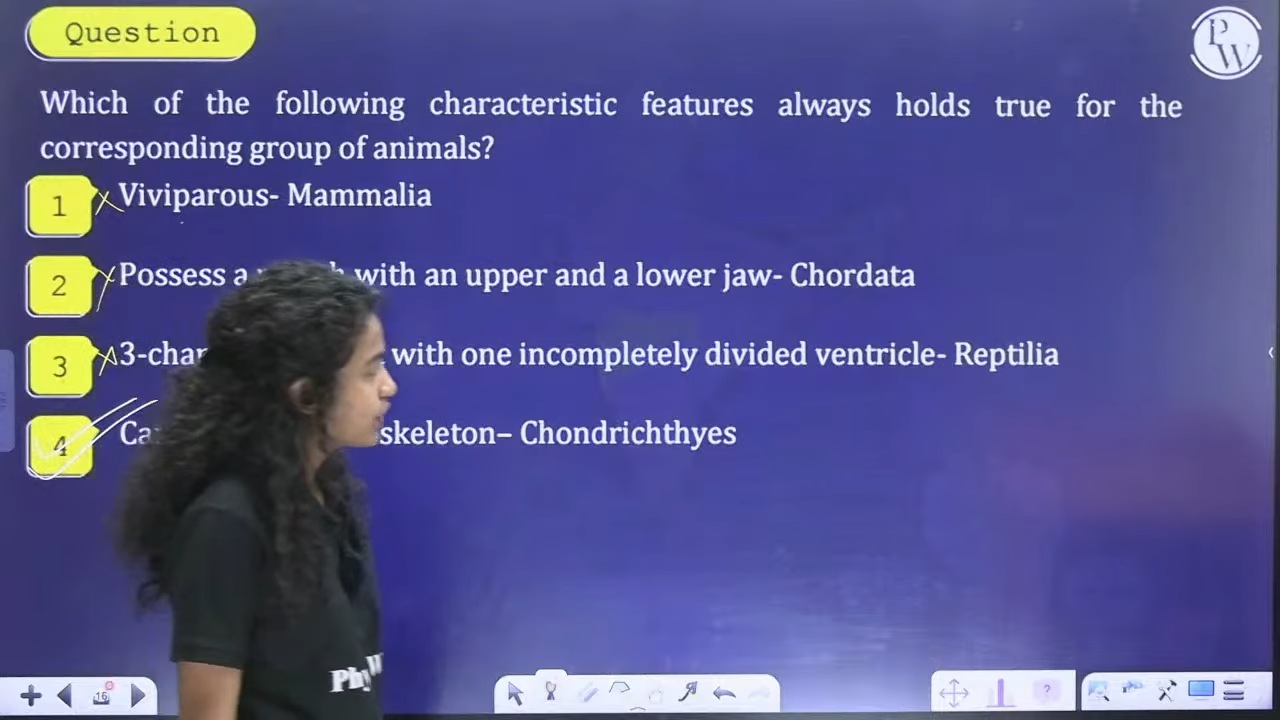 Question
PW
Which of the following characteristic features always holds true for the
corresponding group of animals?
1 Viviparous- Mammalia
2 Possess a with an upper and a lower jaw- Chordata
3 3- with one incompletely divided ventricle- Reptilia
4 skeleton– Chondrichthyes
16